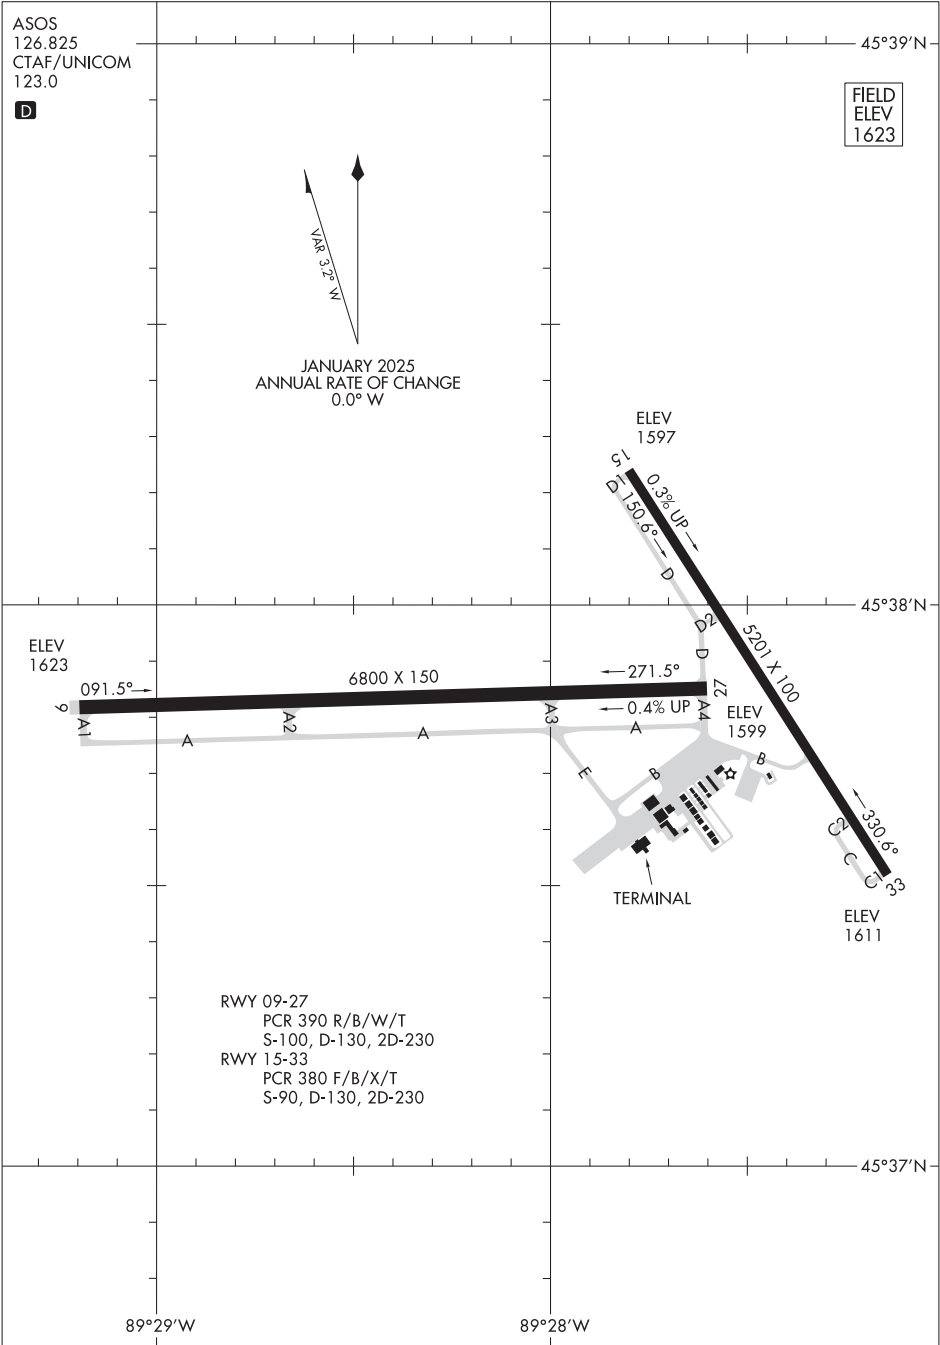 ASOS
126.825
CTAF/UNICOM
123.0
D
45°39'N
FIELD
ELEV
1623
VAR 3.2° W
JANUARY 2025
ANNUAL RATE OF CHANGE
0.0° W
ELEV
1597
15
D1
0.3% UP
150.6°
D
45°38'N
D2
D
5201 X 100
ELEV
1623
091.5°
6800 X 150
271.5°
9
27
0.4% UP
A1
A2
A3
A4
A
A
A
ELEV
1599
E
B
B
C2
330.6°
C
C1
33
TERMINAL
ELEV
1611
RWY 09-27
PCR 390 R/B/W/T
S-100, D-130, 2D-230
RWY 15-33
PCR 380 F/B/X/T
S-90, D-130, 2D-230
45°37'N
89°29'W
89°28'W